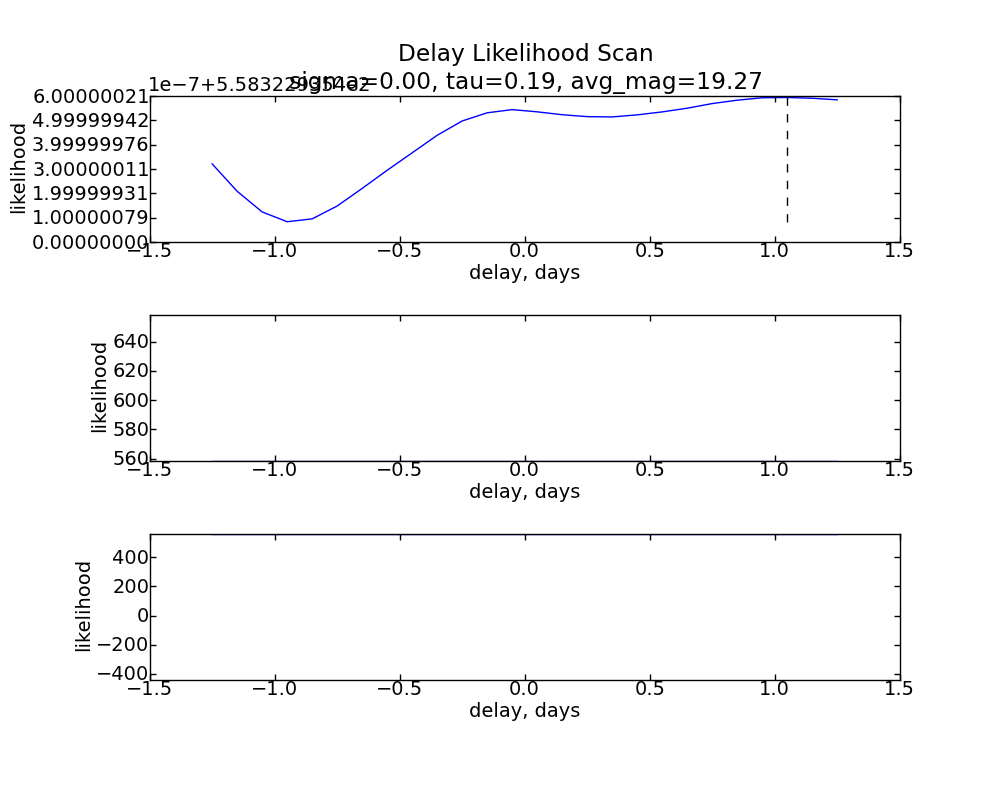 Delay Likelihood Scan
sigma=0.00, tau=0.19, avg_mag=19.27
1e−7+5.583229354e2
6.00000021
4.99999942
3.99999976
3.00000011
1.99999931
1.00000079
0.00000000
likelihood
−1.5 −1.0 −0.5 0.0 0.5 1.0 1.5
delay, days
640
620
600
580
560
likelihood
−1.5 −1.0 −0.5 0.0 0.5 1.0 1.5
delay, days
400
200
0
−200
−400
likelihood
−1.5 −1.0 −0.5 0.0 0.5 1.0 1.5
delay, days